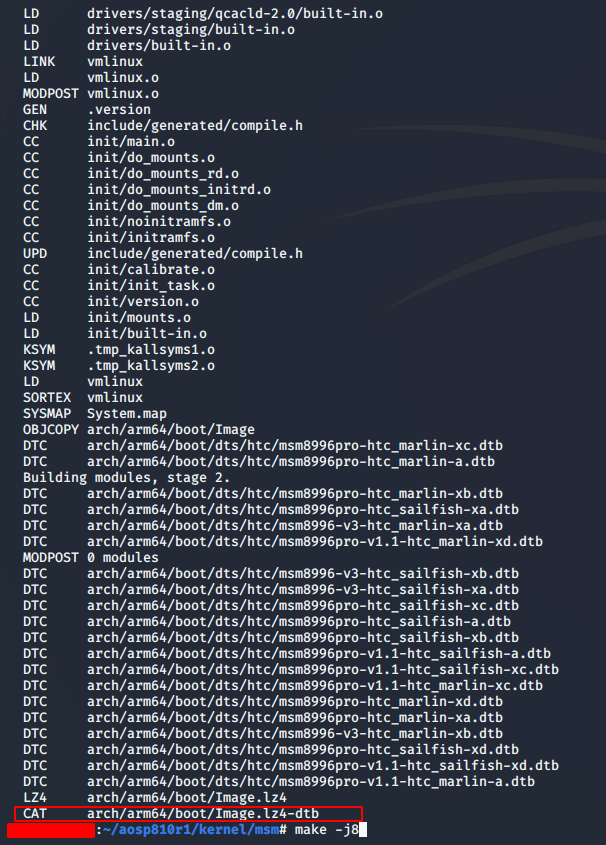 LD drivers/staging/qcacld-2.0/built-in.o
LD drivers/staging/built-in.o
LD drivers/built-in.o
LINK vmlinux
LD vmlinux.o
MODPOST vmlinux.o
GEN .version
CHK include/generated/compile.h
CC init/main.o
CC init/do_mounts.o
CC init/do_mounts_rd.o
CC init/do_mounts_initrd.o
CC init/do_mounts_dm.o
CC init/noinitramfs.o
CC init/initramfs.o
UPD include/generated/compile.h
CC init/calibrate.o
CC init/init_task.o
CC init/version.o
LD init/mounts.o
LD init/built-in.o
KSYM .tmp_kallsyms1.o
KSYM .tmp_kallsyms2.o
LD vmlinux
SORTEX vmlinux
SYSMAP System.map
OBJCOPY arch/arm64/boot/Image
DTC arch/arm64/boot/dts/htc/msm8996pro-htc_marlin-xc.dtb
DTC arch/arm64/boot/dts/htc/msm8996pro-htc_marlin-a.dtb
Building modules, stage 2.
DTC arch/arm64/boot/dts/htc/msm8996pro-htc_marlin-xb.dtb
DTC arch/arm64/boot/dts/htc/msm8996pro-htc_sailfish-xa.dtb
DTC arch/arm64/boot/dts/htc/msm8996-v3-htc_marlin-xa.dtb
DTC arch/arm64/boot/dts/htc/msm8996pro-v1.1-htc_marlin-xd.dtb
MODPOST 0 modules
DTC arch/arm64/boot/dts/htc/msm8996-v3-htc_sailfish-xb.dtb
DTC arch/arm64/boot/dts/htc/msm8996-v3-htc_sailfish-xa.dtb
DTC arch/arm64/boot/dts/htc/msm8996pro-htc_sailfish-xc.dtb
DTC arch/arm64/boot/dts/htc/msm8996pro-htc_sailfish-a.dtb
DTC arch/arm64/boot/dts/htc/msm8996pro-htc_sailfish-xb.dtb
DTC arch/arm64/boot/dts/htc/msm8996pro-v1.1-htc_sailfish-a.dtb
DTC arch/arm64/boot/dts/htc/msm8996pro-v1.1-htc_sailfish-xc.dtb
DTC arch/arm64/boot/dts/htc/msm8996pro-v1.1-htc_marlin-xc.dtb
DTC arch/arm64/boot/dts/htc/msm8996pro-htc_marlin-xd.dtb
DTC arch/arm64/boot/dts/htc/msm8996pro-htc_marlin-xa.dtb
DTC arch/arm64/boot/dts/htc/msm8996-v3-htc_marlin-xb.dtb
DTC arch/arm64/boot/dts/htc/msm8996pro-htc_sailfish-xd.dtb
DTC arch/arm64/boot/dts/htc/msm8996pro-v1.1-htc_sailfish-xd.dtb
DTC arch/arm64/boot/dts/htc/msm8996pro-v1.1-htc_marlin-a.dtb
LZ4 arch/arm64/boot/Image.lz4
CAT arch/arm64/boot/Image.lz4-dtb
:~/aosp810r1/kernel/msm# make -j8